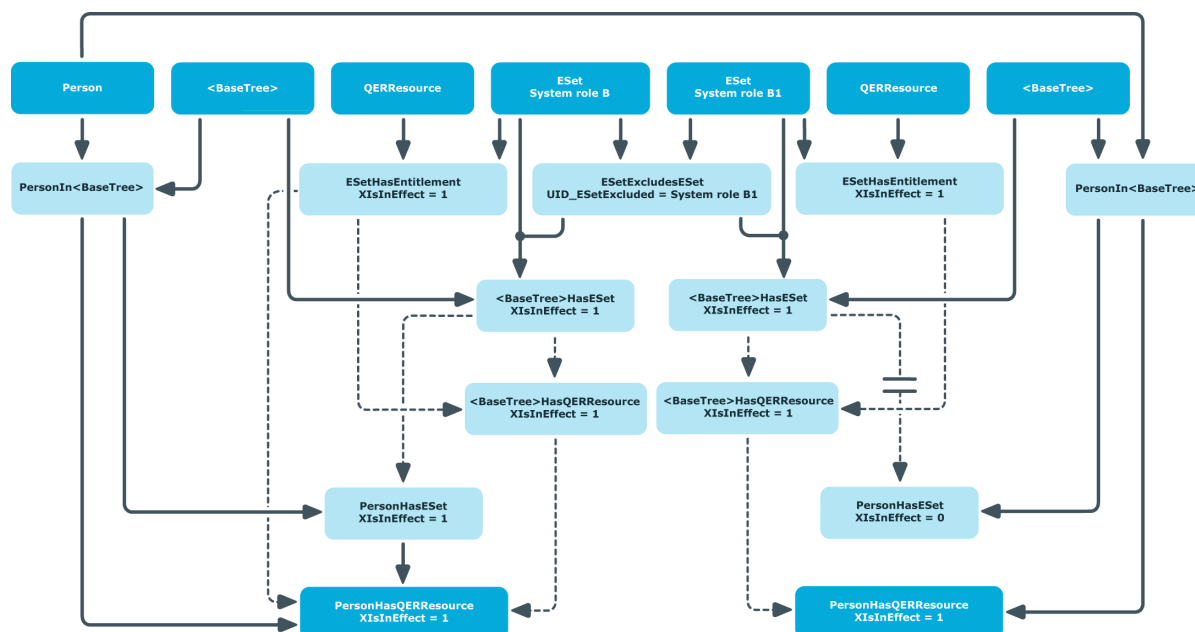 Person
<BaseTree>
QERResource
ESet
System role B
ESet
System role B1
QERResource
<BaseTree>
PersonIn<BaseTree>
ESetHasEntitlement
XIsInEffect = 1
ESetExcludesESet
UID_ESetExcluded = System role B1
ESetHasEntitlement
XIsInEffect = 1
PersonIn<BaseTree>
<BaseTree>HasESet
XIsInEffect = 1
<BaseTree>HasESet
XIsInEffect = 1
<BaseTree>HasQERResource
XIsInEffect = 1
<BaseTree>HasQERResource
XIsInEffect = 1
PersonHasESet
XIsInEffect = 1
PersonHasESet
XIsInEffect = 0
PersonHasQERResource
XIsInEffect = 1
PersonHasQERResource
XIsInEffect = 1